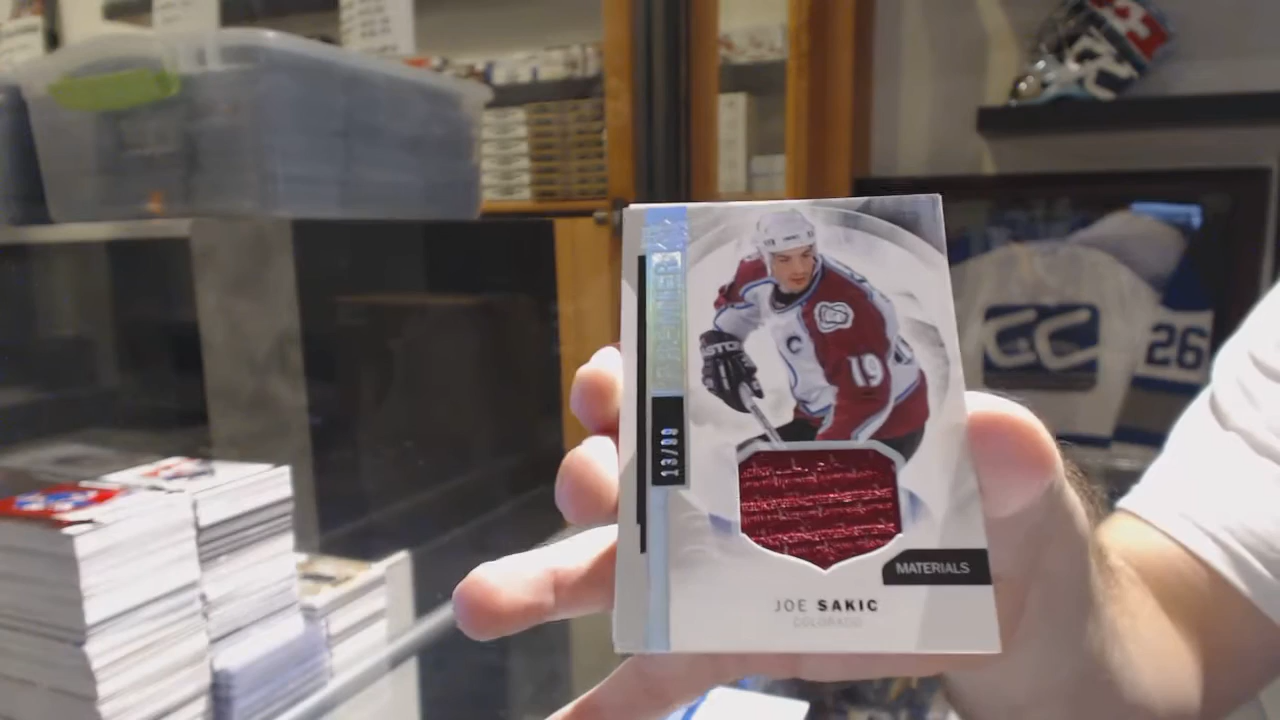 PREMIER
13/99
C
19
MATERIALS
JOE SAKIC
COLORADO
26